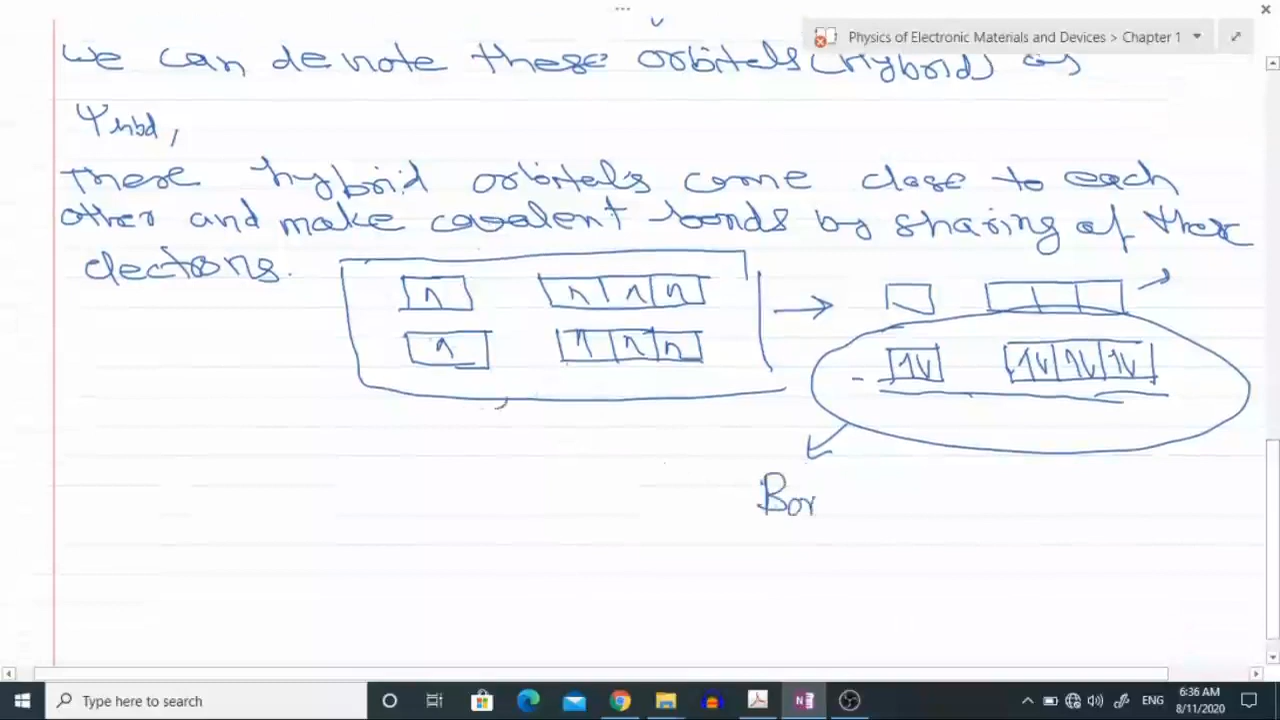 Physics of Electronic Materials and Devices > Chapter 1
We can denote these orbitals (Hybrid) as
Ψhbd,
These hybrid orbitals come close to each
other and make covalent bonds by sharing of their
electrons.
Bor
Type here to search
ENG
6:36 AM
8/11/2020